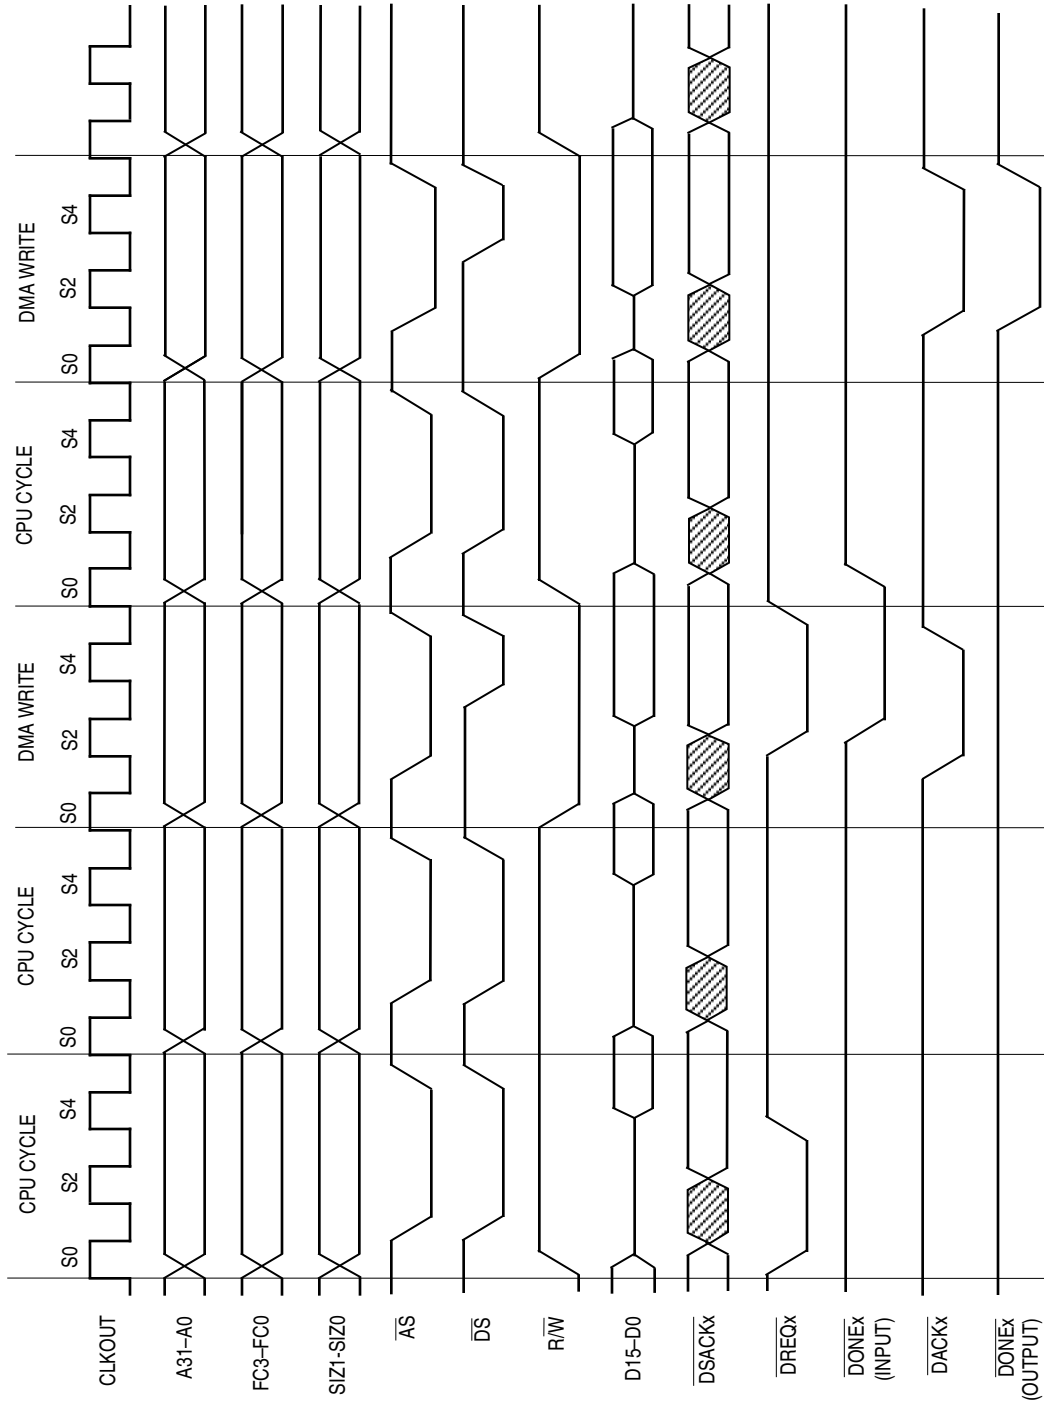 CPU CYCLE
CPU CYCLE
DMA WRITE
CPU CYCLE
DMA WRITE
S0 S2 S4 S0 S2 S4 S0 S2 S4 S0 S2 S4 S0 S2 S4
CLKOUT
A31–A0
FC3–FC0
SIZ1-SIZ0
AS
DS
R/W
D15–D0
DSACKx
DREQx
DONEx
(INPUT)
DACKx
DONEx
(OUTPUT)